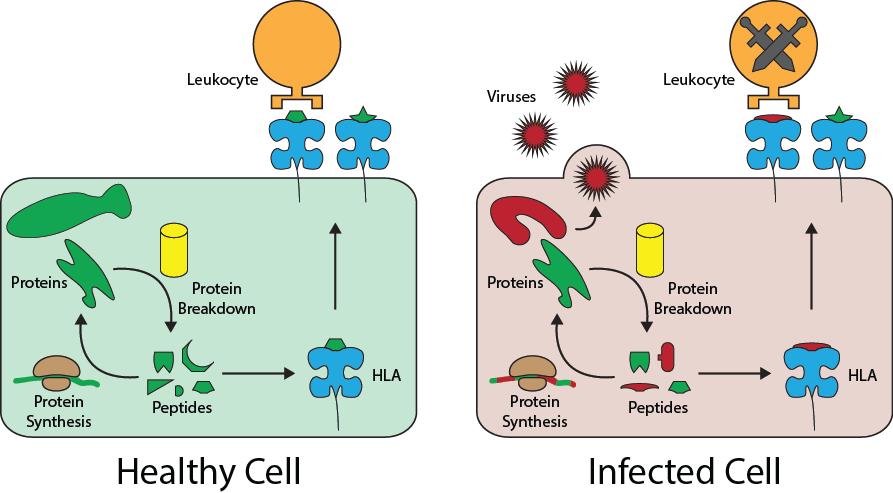 Leukocyte
Proteins
Protein
Breakdown
Protein
Synthesis
Peptides
HLA
Healthy Cell
Leukocyte
Viruses
Proteins
Protein
Breakdown
Protein
Synthesis
Peptides
HLA
Infected Cell